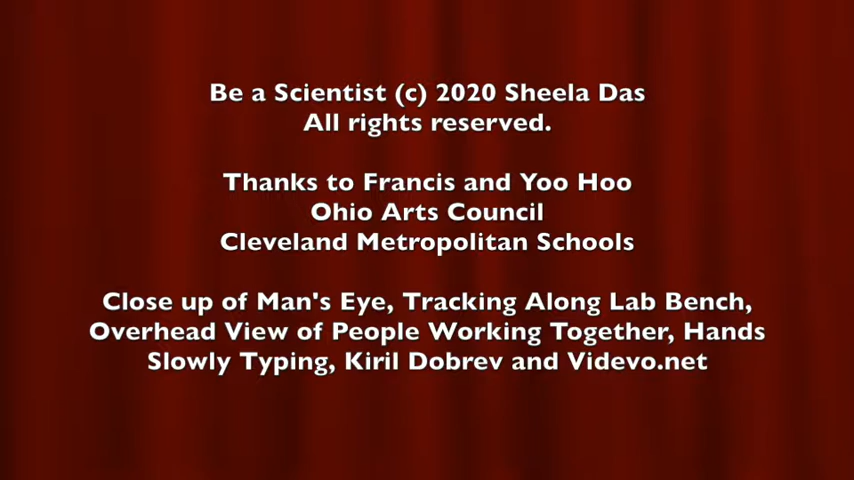 Be a Scientist (c) 2020 Sheela Das
All rights reserved.
Thanks to Francis and Yoo Hoo
Ohio Arts Council
Cleveland Metropolitan Schools
Close up of Man's Eye, Tracking Along Lab Bench,
Overhead View of People Working Together, Hands
Slowly Typing, Kiril Dobrev and Videvo.net